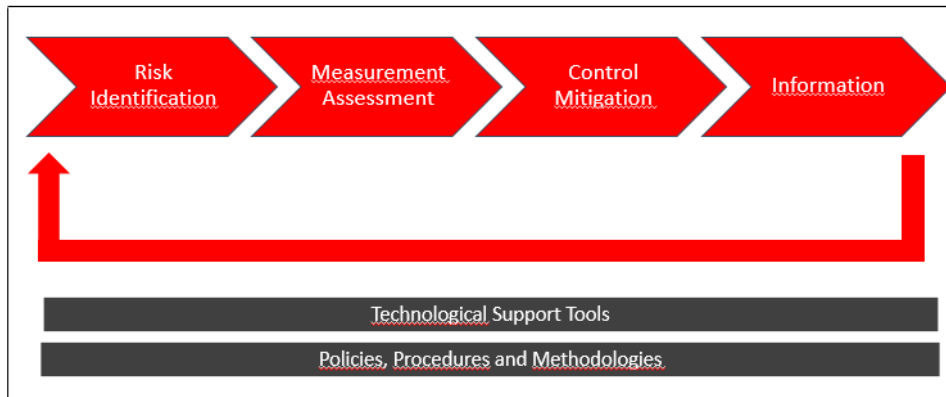 Risk
Identification
Measurement
Assessment
Control
Mitigation
Information
Technological Support Tools
Policies, Procedures and Methodologies